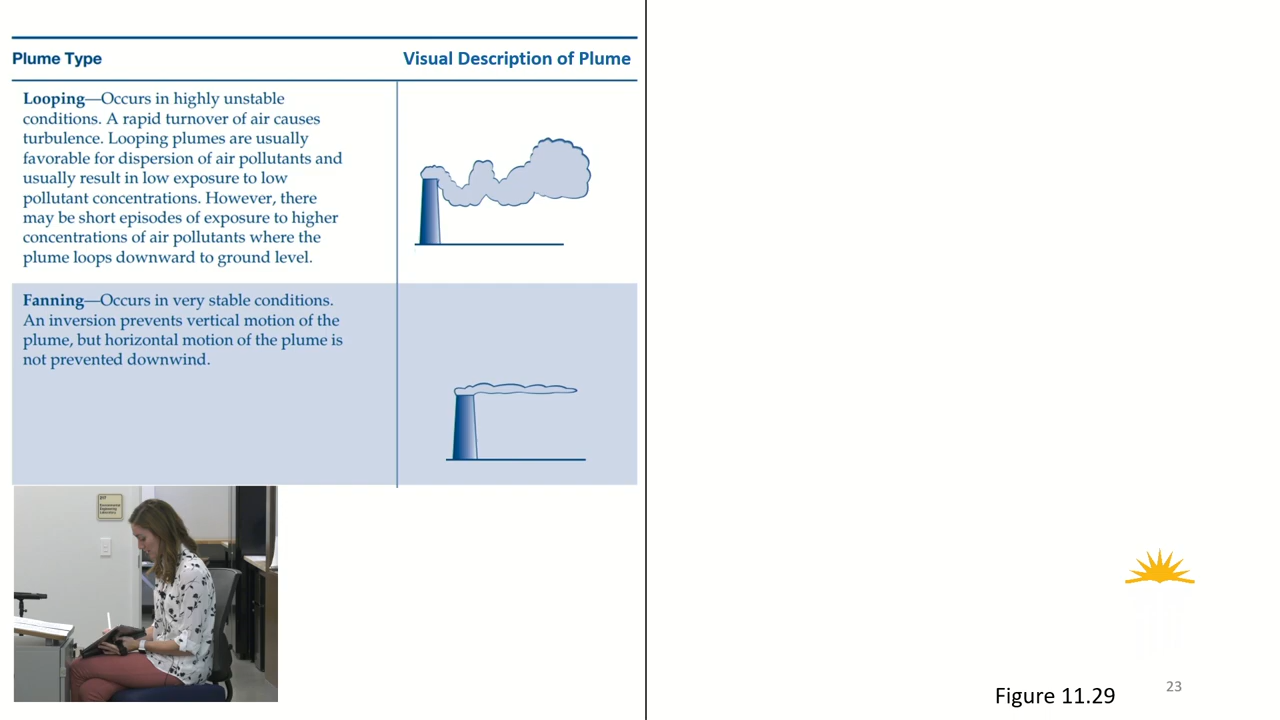 Plume Type
Visual Description of Plume
Looping—Occurs in highly unstable
conditions. A rapid turnover of air causes
turbulence. Looping plumes are usually
favorable for dispersion of air pollutants and
usually result in low exposure to low
pollutant concentrations. However, there
may be short episodes of exposure to higher
concentrations of air pollutants where the
plume loops downward to ground level.
Fanning—Occurs in very stable conditions.
An inversion prevents vertical motion of the
plume, but horizontal motion of the plume is
not prevented downwind.
Environmental
Engineering
Laboratory
Figure 11.29
23